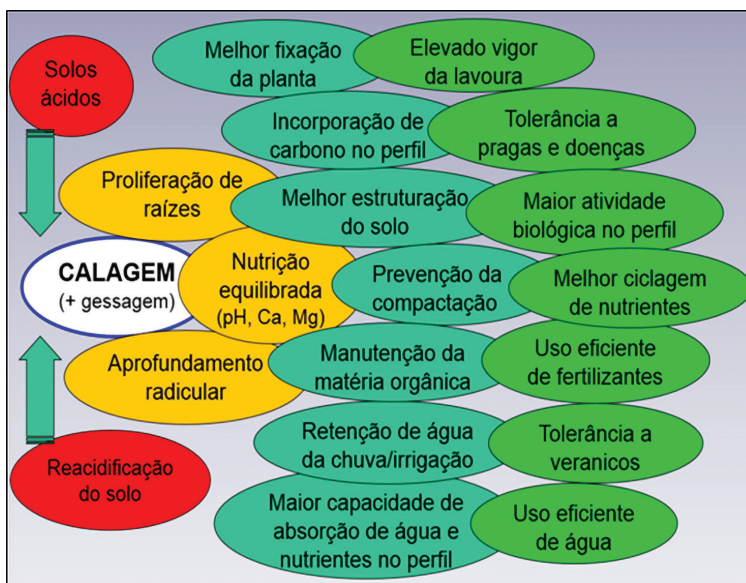 Solos
ácidos
Melhor fixação
da planta
Elevado vigor
da lavoura
Incorporação de
carbono no perfil
Tolerância a
pragas e doenças
Proliferação de
raízes
Melhor estruturação
do solo
Maior atividade
biológica no perfil
CALAGEM
(+ gessagem)
Nutrição
equilibrada
(pH, Ca, Mg)
Prevenção da
compactação
Melhor ciclagem
de nutrientes
Aprofundamento
radicular
Manutenção da
matéria orgânica
Uso eficiente
de fertilizantes
Reacidificação
do solo
Retenção de água
da chuva/irrigação
Tolerância a
veranicos
Maior capacidade de
absorção de água e
nutrientes no perfil
Uso eficiente
de água